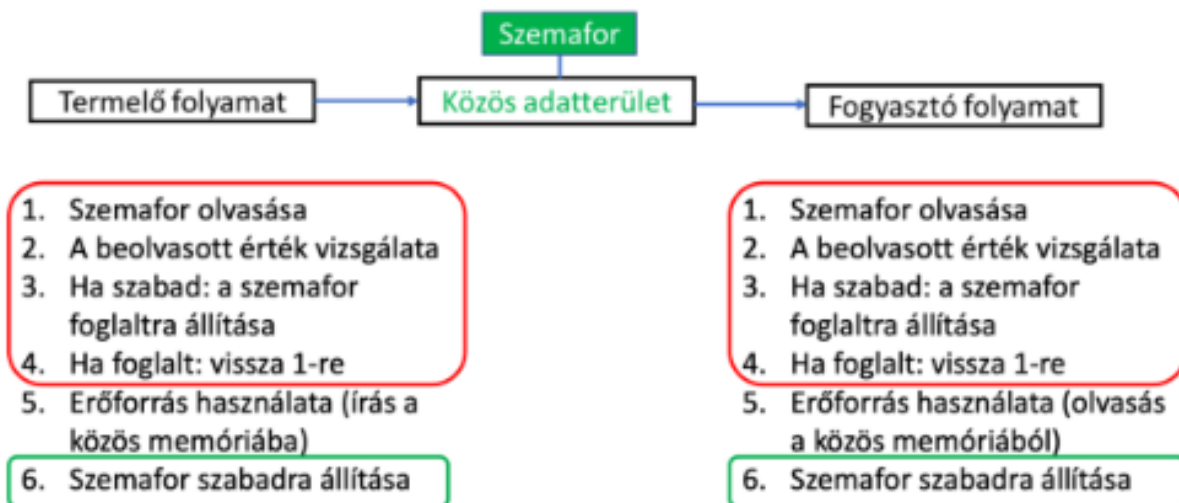 Szemafor
Termelő folyamat
Közös adatterület
Fogyasztó folyamat
1. Szemafor olvasása
2. A beolvasott érték vizsgálata
3. Ha szabad: a szemafor
foglaltra állítása
4. Ha foglalt: vissza 1-re
5. Erőforrás használata (írás a
közös memóriába)
6. Szemafor szabadra állítása
1. Szemafor olvasása
2. A beolvasott érték vizsgálata
3. Ha szabad: a szemafor
foglaltra állítása
4. Ha foglalt: vissza 1-re
5. Erőforrás használata (olvasás
a közös memóriából)
6. Szemafor szabadra állítása